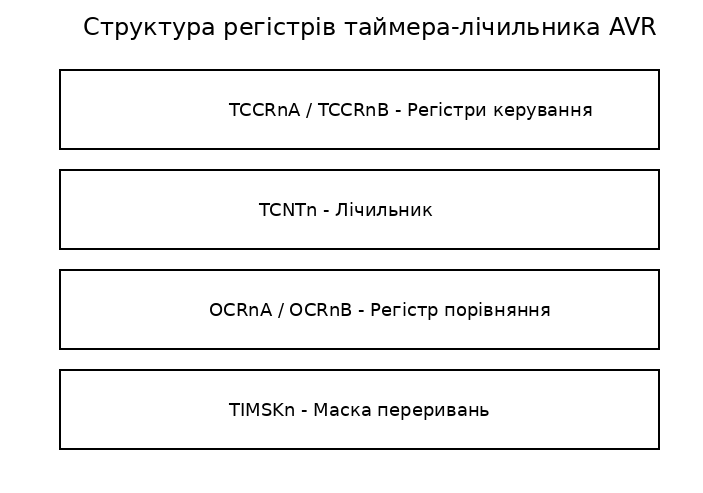 Структура регістрів таймера-лічильника AVR
TCCRnA / TCCRnB - Регістри керування
TCNTn - Лічильник
OCRnA / OCRnB - Регістр порівняння
TIMSKn - Маска переривань